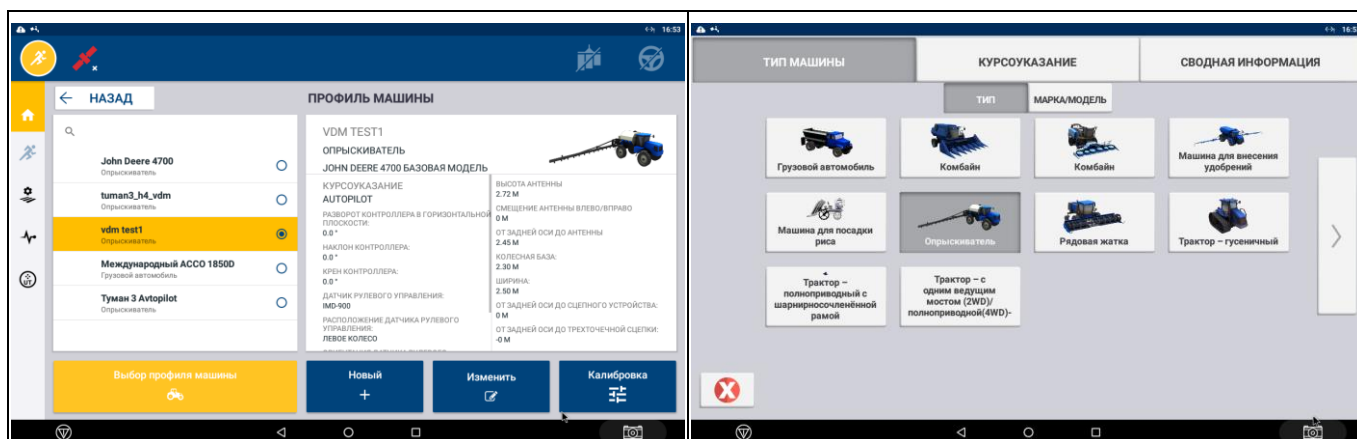 16:53
НАЗАД
ПРОФИЛЬ МАШИНЫ
John Deere 4700
Опрыскиватель
tuman3_h4_vdm
Опрыскиватель
vdm test1
Опрыскиватель
Международный ACCO 1850D
Грузовой автомобиль
Туман 3 Avtopilot
Опрыскиватель
VDM TEST1
ОПРЫСКИВАТЕЛЬ
JOHN DEERE 4700 БАЗОВАЯ МОДЕЛЬ
КУРСОУКАЗАНИЕ
AUTOPILOT
РАЗВОРОТ КОНТРОЛЛЕРА В ГОРИЗОНТАЛЬНОЙ
ПЛОСКОСТИ:
0.0 °
НАКЛОН КОНТРОЛЛЕРА:
0.0 °
КРЕН КОНТРОЛЛЕРА:
0.0 °
ДАТЧИК РУЛЕВОГО УПРАВЛЕНИЯ:
IMD-900
РАСПОЛОЖЕНИЕ ДАТЧИКА РУЛЕВОГО
УПРАВЛЕНИЯ:
ЛЕВОЕ КОЛЕСО
ВЫСОТА АНТЕННЫ
2.72 М
СМЕЩЕНИЕ АНТЕННЫ ВЛЕВО/ВПРАВО
0 М
ОТ ЗАДНЕЙ ОСИ ДО АНТЕННЫ
2.45 М
КОЛЕСНАЯ БАЗА:
2.30 М
ШИРИНА:
2.50 М
ОТ ЗАДНЕЙ ОСИ ДО СЦЕПНОГО УСТРОЙСТВА:
0 М
ОТ ЗАДНЕЙ ОСИ ДО ТРЕХТОЧЕЧНОЙ СЦЕПКИ:
-0 М
Выбор профиля машины
Новый
Изменить
Калибровка
ТИП МАШИНЫ
КУРСОУКАЗАНИЕ
СВОДНАЯ ИНФОРМАЦИЯ
ТИП
МАРКА/МОДЕЛЬ
Грузовой автомобиль
Комбайн
Комбайн
Машина для внесения
удобрений
Машина для посадки
риса
Опрыскиватель
Рядовая жатка
Трактор – гусеничный
Трактор –
полноприводный с
шарнирносочленённой
рамой
Трактор – с
одним ведущим
мостом (2WD)/
полноприводной(4WD)-